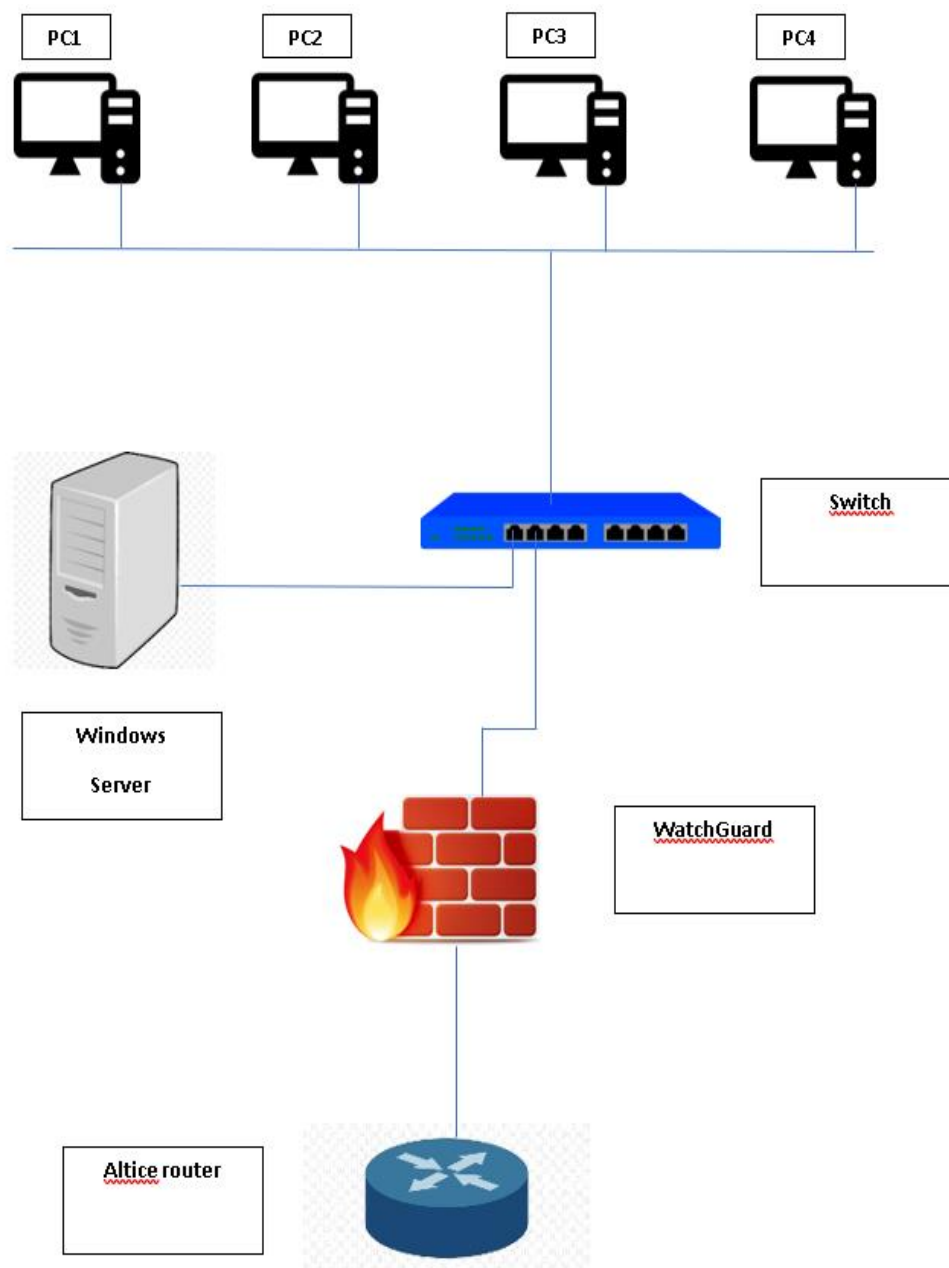 PC1
PC2
PC3
PC4
Switch
Windows
Server
WatchGuard
Altice router